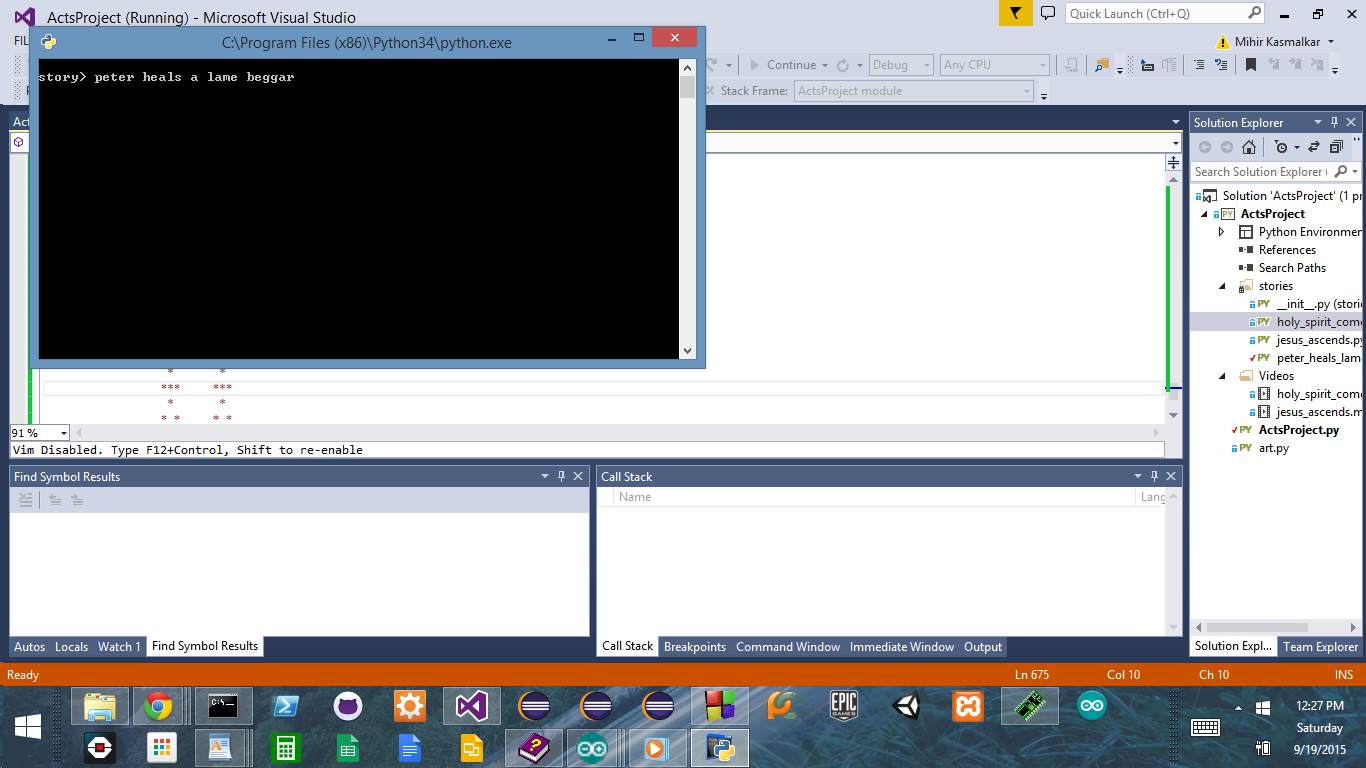 ActsProject (Running) - Microsoft Visual Studio
Quick Launch (Ctrl+Q)
C:\Program Files (x86)\Python34\python.exe
Mihir Kasmalkar
story> peter heals a lame beggar
Continue
Debug
Any CPU
Stack Frame:
ActsProject module
Act
Solution Explorer
Search Solution Explorer (
Solution 'ActsProject' (1 pr
ActsProject
Python Environmen
References
Search Paths
stories
__init__.py (storie
holy_spirit_come
jesus_ascends.py
peter_heals_lam
Videos
holy_spirit_come
jesus_ascends.m
ActsProject.py
art.py
* *
*** ***
* *
* * * *
91 %
Vim Disabled. Type F12+Control, Shift to re-enable
Find Symbol Results
Call Stack
Name
Lang
Autos
Locals
Watch 1
Find Symbol Results
Call Stack
Breakpoints
Command Window
Immediate Window
Output
Solution Expl...
Team Explorer
Ready
Ln 675
Col 10
Ch 10
INS
EPIC
GAMES
12:27 PM
Saturday
9/19/2015